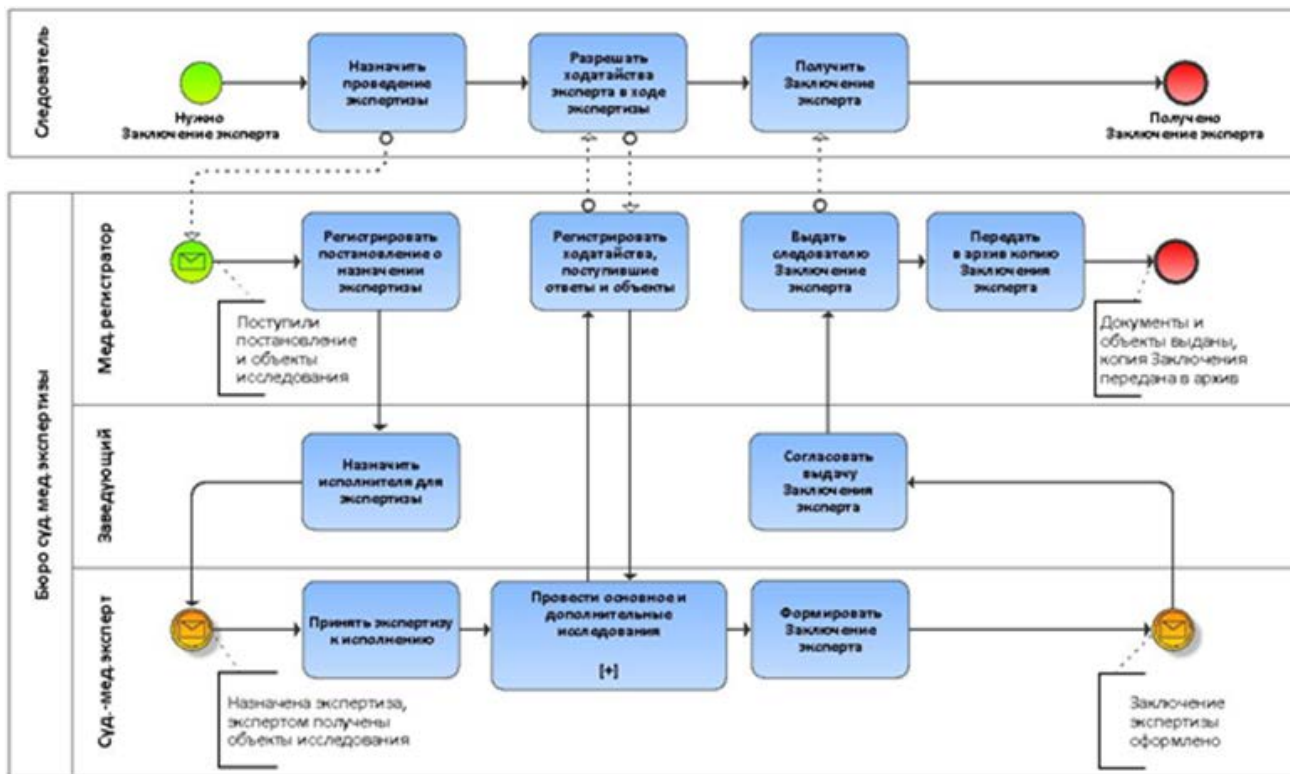 Следователь
Нужно
Заключение эксперта
Назначить
проведение
экспертизы
Разрешать
ходатайства
эксперта в ходе
экспертизы
Получить
Заключение
эксперта
Получено
Заключение эксперта
Бюро суд. мед. экспертизы
Мед. регистратор
Поступили
постановление
и объекты
исследования
Регистрировать
постановление о
назначении
экспертизы
Регистрировать
ходатайства,
поступившие
ответы и объекты
Выдать
следователю
Заключение
эксперта
Передать
в архив копию
Заключения
эксперта
Документы и
объекты выданы,
копия Заключения
передана в архив
Заведующий
Назначить
исполнителя для
экспертизы
Согласовать
выдачу
Заключения
эксперта
Суд.-мед. эксперт
Назначена экспертиза,
экспертом получены
объекты исследования
Принять экспертизу
к исполнению
Провести основное и
дополнительные
исследования
[+]
Формировать
Заключение
эксперта
Заключение
экспертизы
оформлено